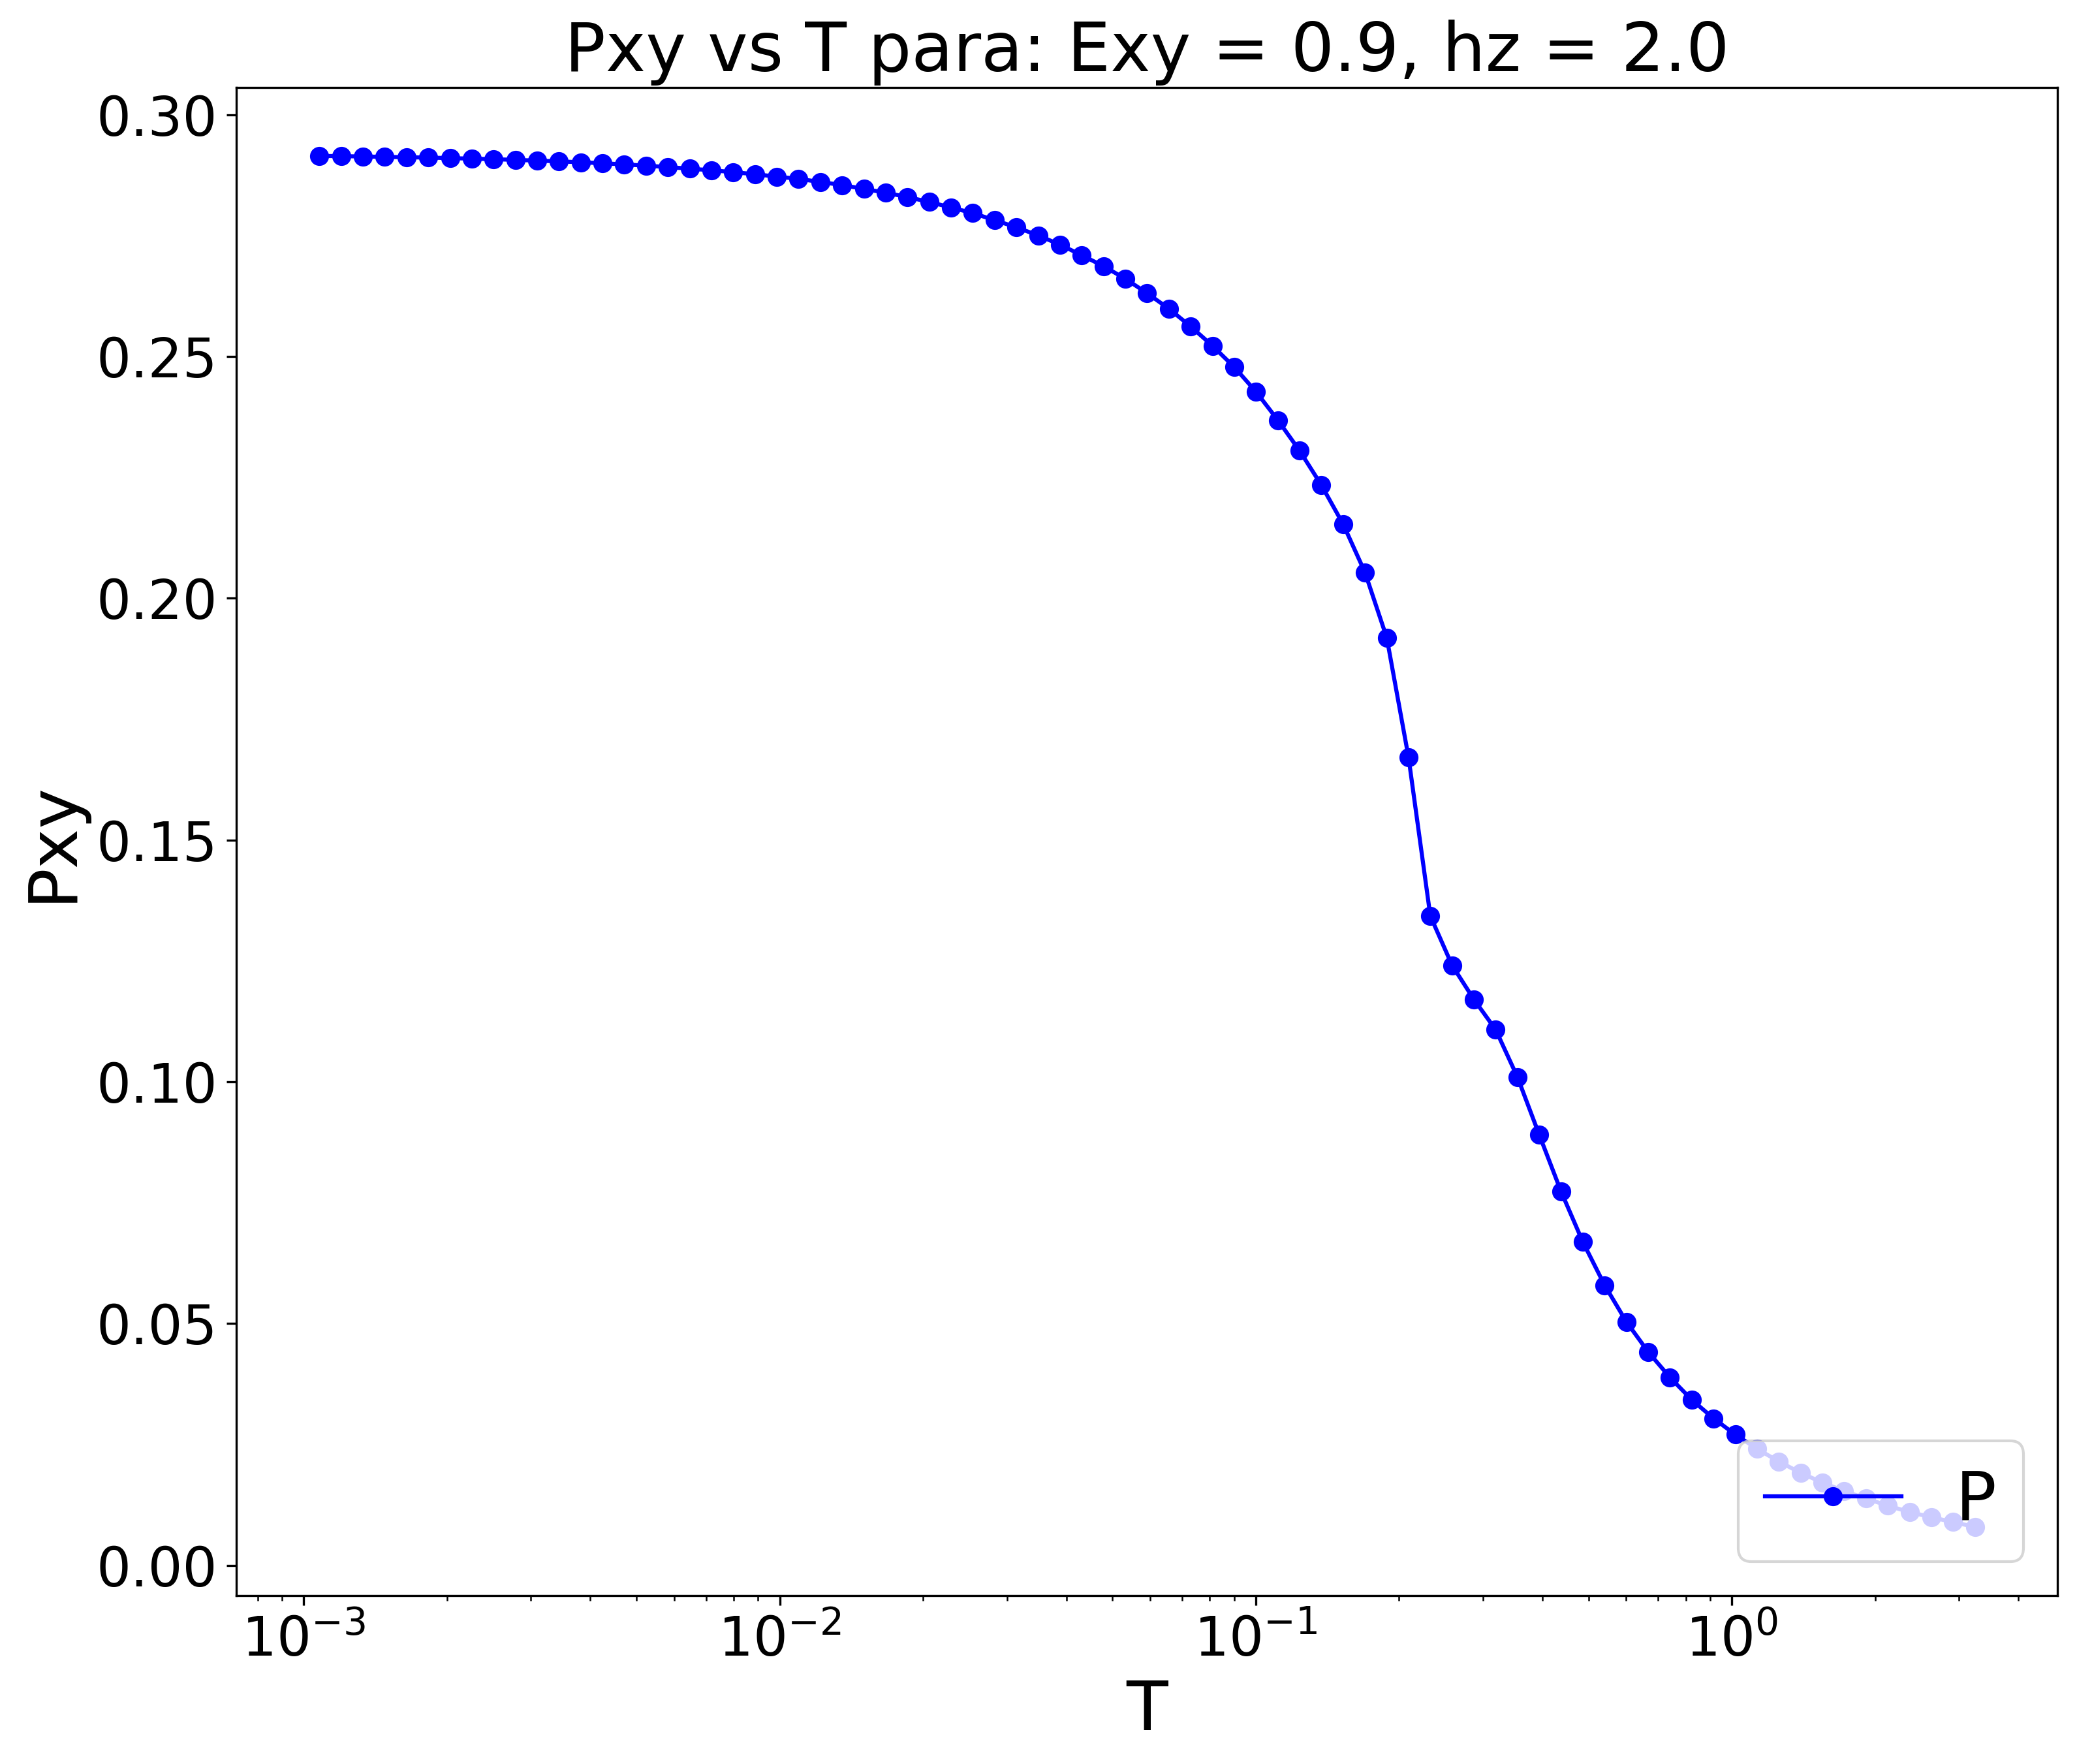 Pxy vs T para: Exy = 0.9, hz = 2.0
0.30
0.25
0.20
0.15
0.10
0.05
0.00
Pxy
P
10⁻³ 10⁻² 10⁻¹ 10⁰
T